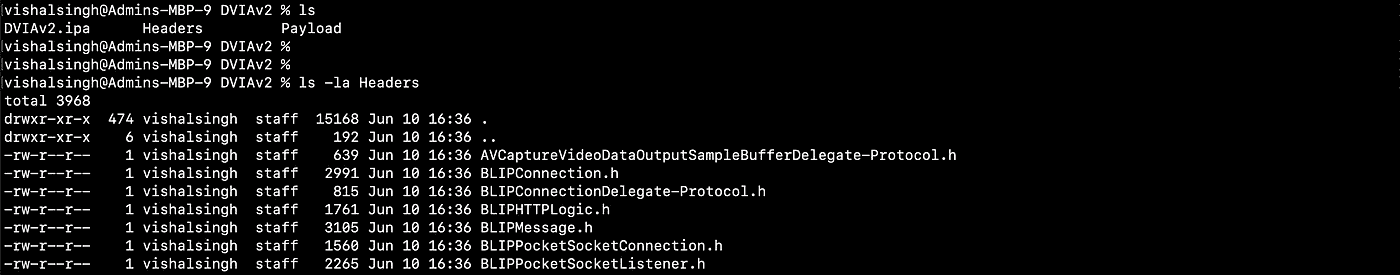 vishalsingh@Admins-MBP-9 DVIAv2 % ls
DVIAv2.ipa      Headers         Payload
vishalsingh@Admins-MBP-9 DVIAv2 %
vishalsingh@Admins-MBP-9 DVIAv2 %
vishalsingh@Admins-MBP-9 DVIAv2 % ls -la Headers
total 3968
drwxr-xr-x  474 vishalsingh  staff  15168 Jun 10 16:36 .
drwxr-xr-x    6 vishalsingh  staff    192 Jun 10 16:36 ..
-rw-r--r--    1 vishalsingh  staff    639 Jun 10 16:36 AVCaptureVideoDataOutputSampleBufferDelegate-Protocol.h
-rw-r--r--    1 vishalsingh  staff   2991 Jun 10 16:36 BLIPConnection.h
-rw-r--r--    1 vishalsingh  staff    815 Jun 10 16:36 BLIPConnectionDelegate-Protocol.h
-rw-r--r--    1 vishalsingh  staff   1761 Jun 10 16:36 BLIPHTTPLogic.h
-rw-r--r--    1 vishalsingh  staff   3105 Jun 10 16:36 BLIPMessage.h
-rw-r--r--    1 vishalsingh  staff   1560 Jun 10 16:36 BLIPPocketSocketConnection.h
-rw-r--r--    1 vishalsingh  staff   2265 Jun 10 16:36 BLIPPocketSocketListener.h